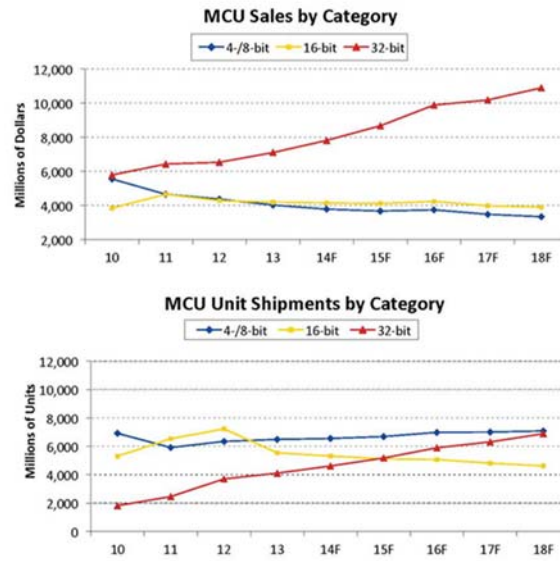 MCU Sales by Category
4-/8-bit 16-bit 32-bit
12,000
10,000
8,000
6,000
4,000
2,000
Millions of Dollars
10 11 12 13 14F 15F 16F 17F 18F
MCU Unit Shipments by Category
4-/8-bit 16-bit 32-bit
12,000
10,000
8,000
6,000
4,000
2,000
0
Millions of Units
10 11 12 13 14F 15F 16F 17F 18F